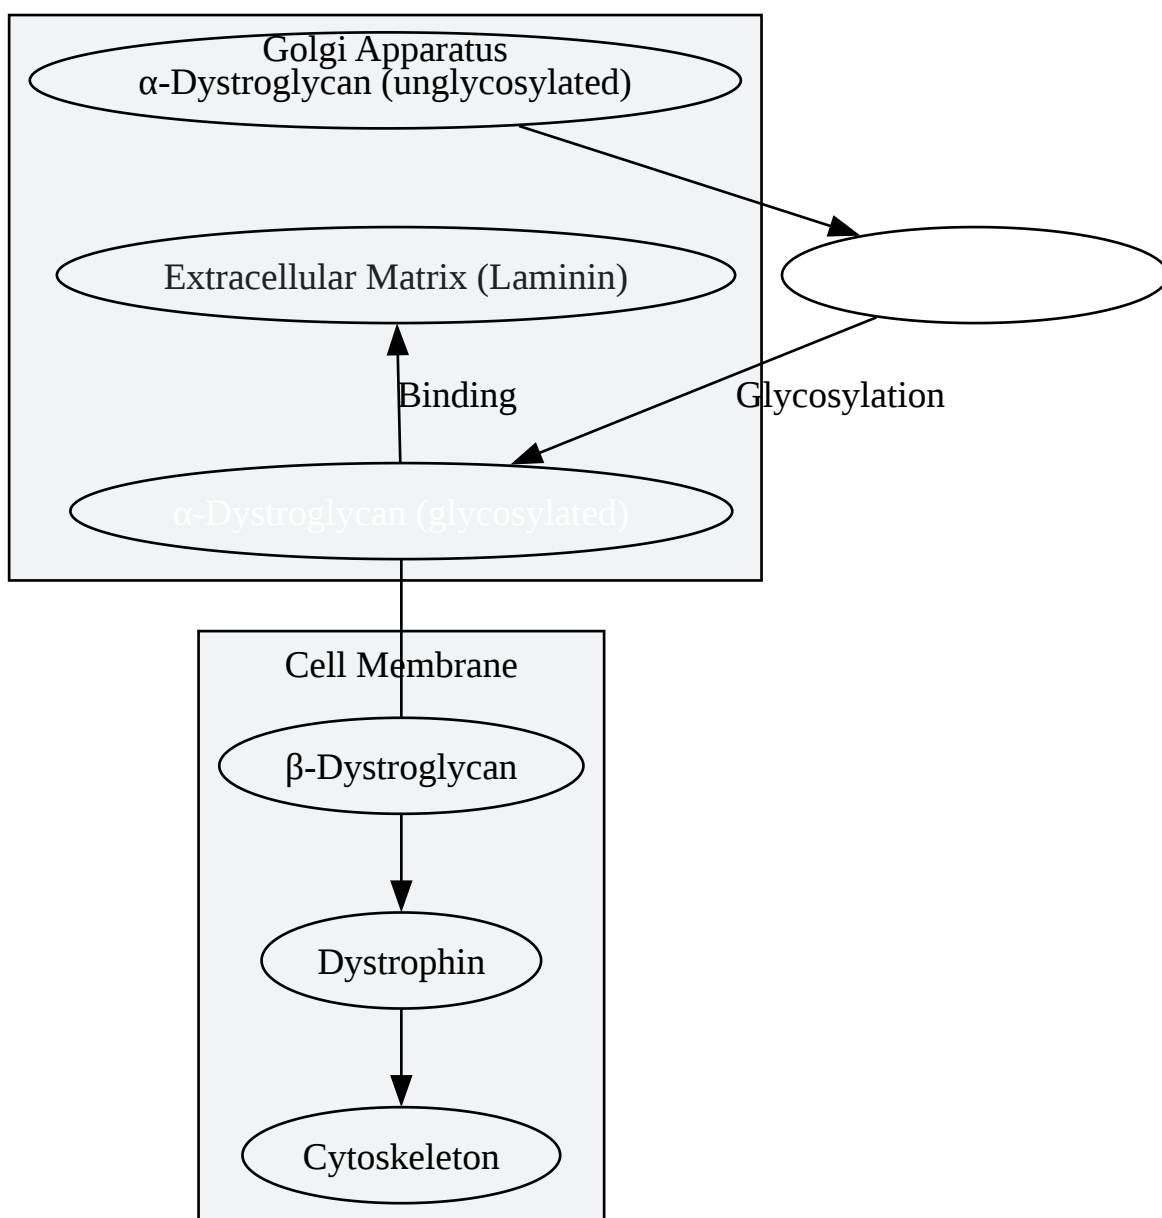 Golgi Apparatus
α-Dystroglycan (unglycosylated)
Extracellular Matrix (Laminin)
Binding
Glycosylation
α-Dystroglycan (glycosylated)
Cell Membrane
β-Dystroglycan
Dystrophin
Cytoskeleton